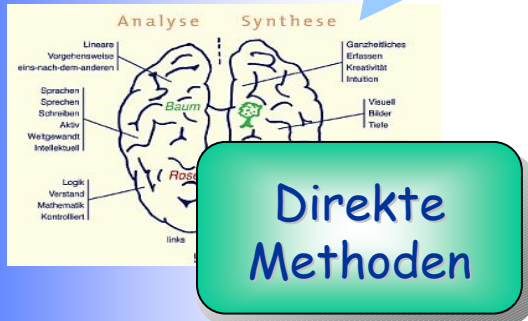 Analyse Synthese
Lineare
Vorgehensweise
eins-nach-dem-anderen
Ganzheitliches
Erfassen
Kreativität
Intuition
Sprachen
Sprechen
Schreiben
Aktiv
Weltgewandt
Intellektuell
Baum
Visuell
Bilder
Tiefe
Logik
Verstand
Mathematik
Kontrolliert
Rose
links
Direkte
Methoden